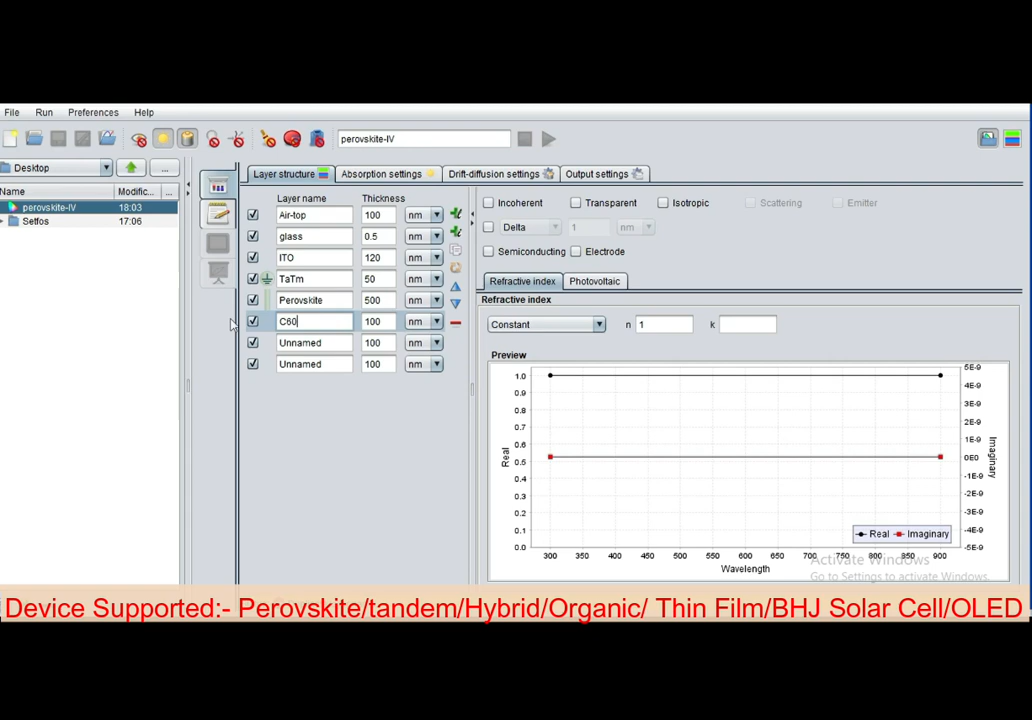 File Run Preferences Help
perovskite-IV
Desktop ...
Layer structure Absorption settings Drift-diffusion settings Output settings
Name Modific... ...
perovskite-IV 18:03
Setfos 17:06
Layer name Thickness
Air-top 100 nm
glass 0.5 nm
ITO 120 nm
TaTm 50 nm
Perovskite 500 nm
C60 100 nm
Unnamed 100 nm
Unnamed 100 nm
Incoherent Transparent Isotropic Scattering Emitter
Delta 1 nm
Semiconducting Electrode
Refractive index Photovoltaic
Refractive index
Constant n 1 k
Preview
1.0
0.9
0.8
0.7
0.6
0.5
0.4
0.3
0.2
0.1
0.0
Real
5E-9
4E-9
3E-9
2E-9
1E-9
0E0
-1E-9
-2E-9
-3E-9
-4E-9
-5E-9
Imaginary
Real Imaginary
300 350 400 450 500 550 600 650 700 750 800 850 900
Wavelength
Activate Windows
Go to Settings to activate Windows.
Device Supported:- Perovskite/tandem/Hybrid/Organic/ Thin Film/BHJ Solar Cell/OLED